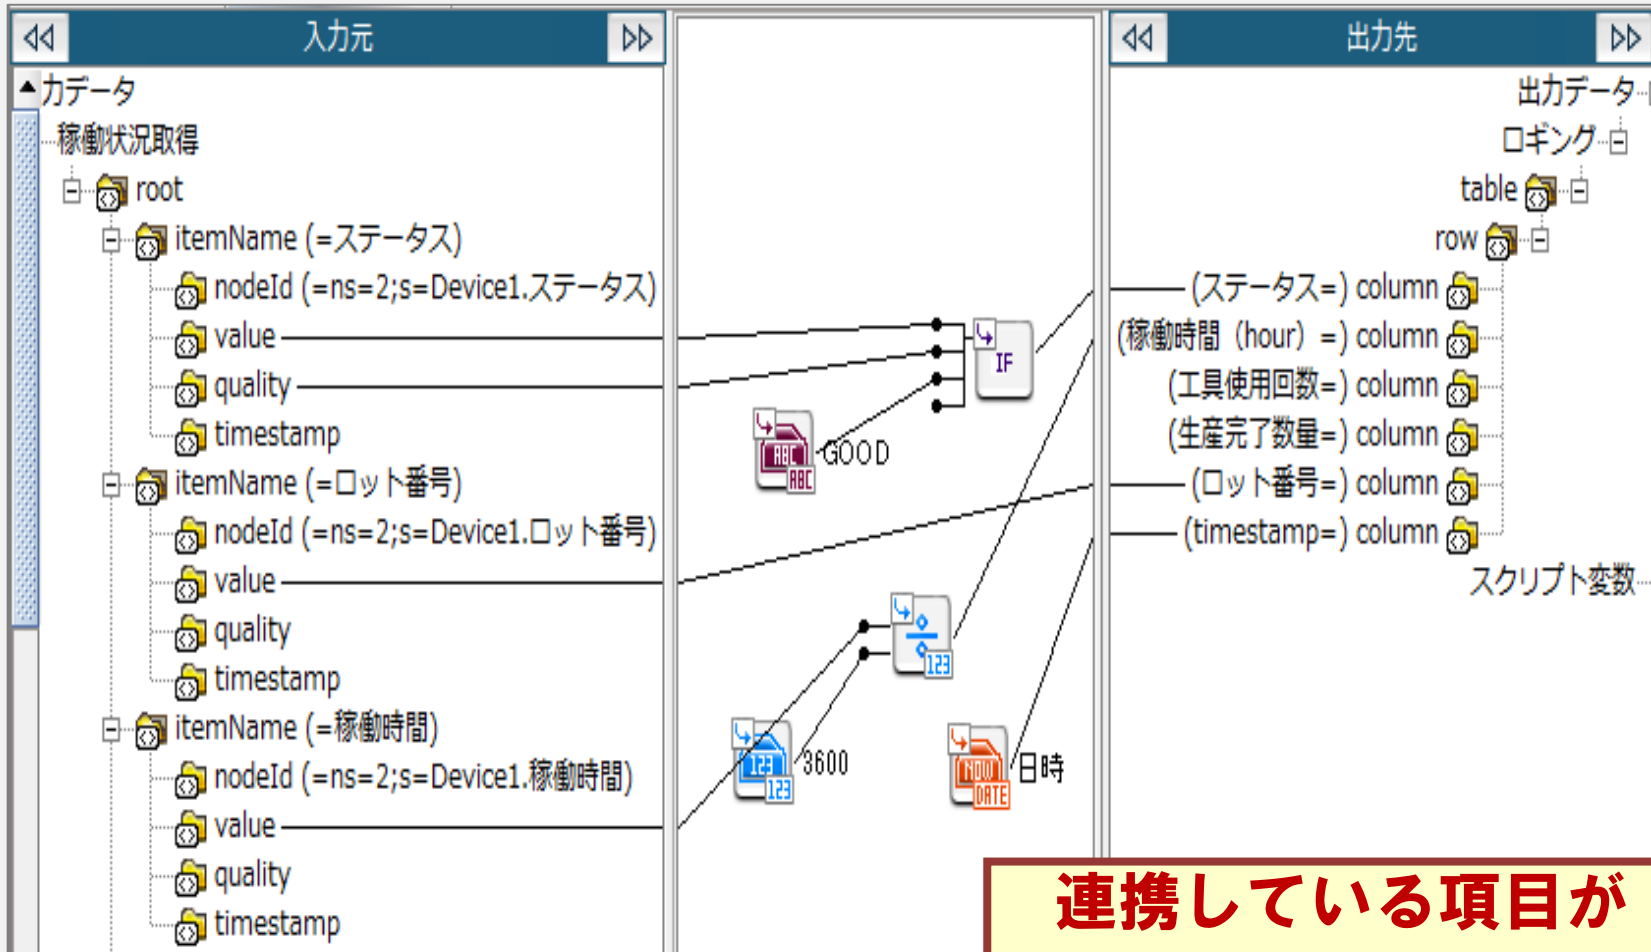 入力元
力データ
稼働状況取得
root
itemName (=ステータス)
nodeId (=ns=2;s=Device1.ステータス)
value
quality
timestamp
itemName (=ロット番号)
nodeId (=ns=2;s=Device1.ロット番号)
value
quality
timestamp
itemName (=稼働時間)
nodeId (=ns=2;s=Device1.稼働時間)
value
quality
timestamp
IF
ABC
ABC
GOOD
123
123
123
3600
NOW
DATE
日時
出力先
出力データ
ロギング
table
row
(ステータス=) column
(稼働時間（hour）=) column
(工具使用回数=) column
(生産完了数量=) column
(ロット番号=) column
(timestamp=) column
スクリプト変数
連携している項目が